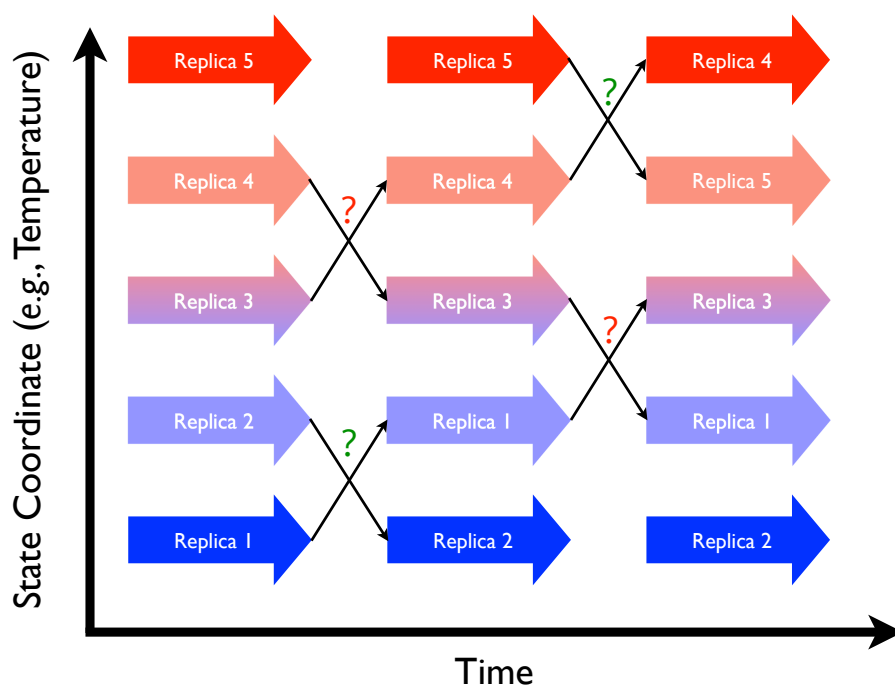 State Coordinate (e.g., Temperature)
Replica 5
Replica 5
Replica 4
?
Replica 4
Replica 4
Replica 5
?
Replica 3
Replica 3
Replica 3
?
Replica 2
Replica 1
Replica 1
?
Replica 1
Replica 2
Replica 2
Time